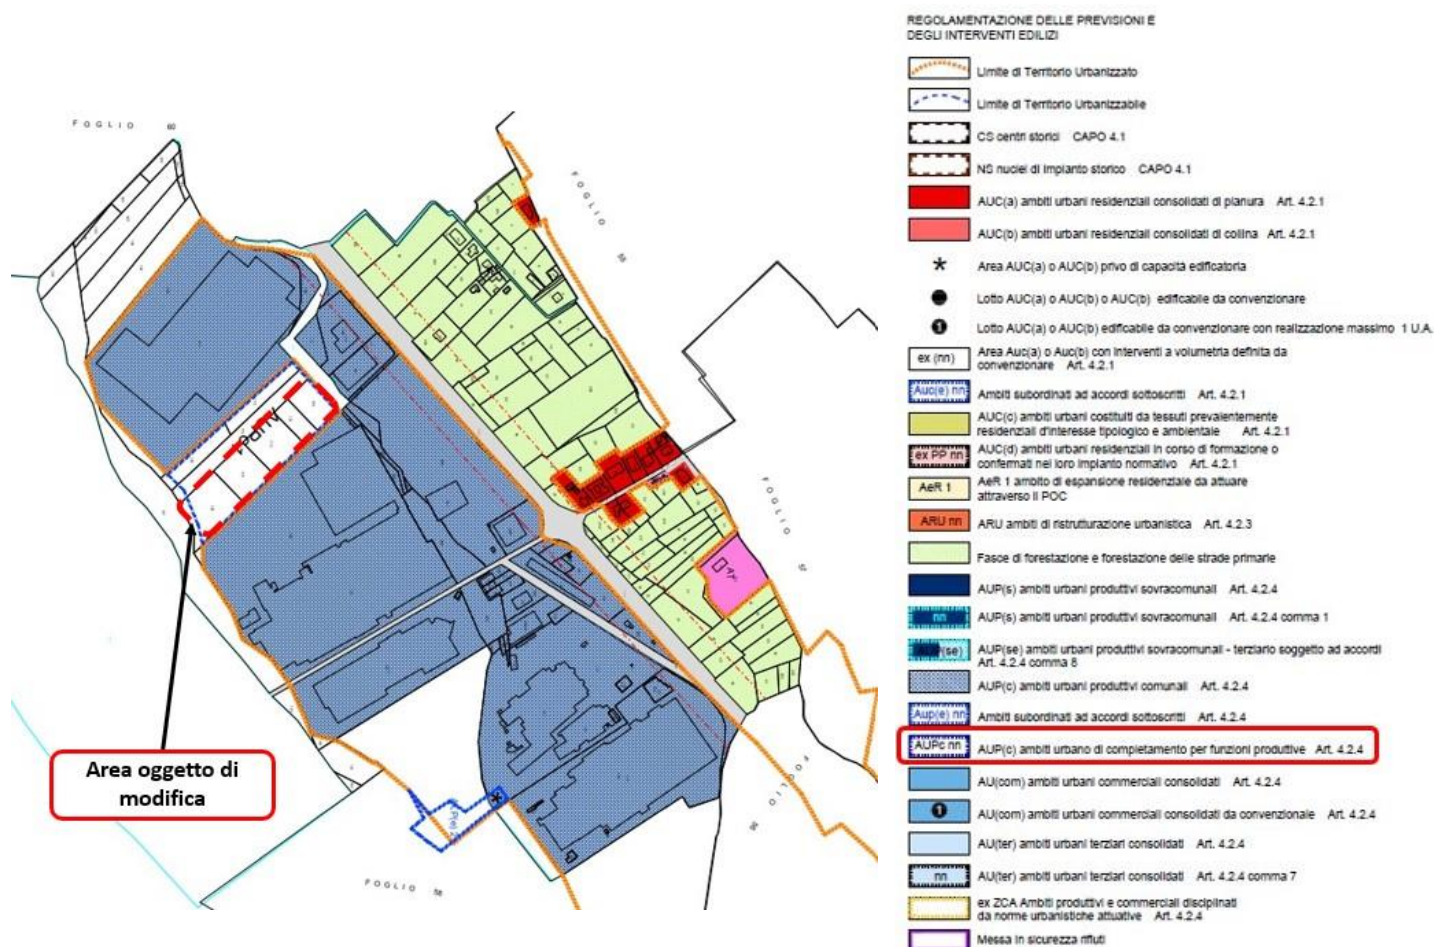 REGOLAMENTAZIONE DELLE PREVISIONI E
DEGLI INTERVENTI EDILIZI
Limite di Territorio Urbanizzato
Limite di Territorio Urbanizzabile
CS centri storici CAPO 4.1
NS nuclei di impianto storico CAPO 4.1
AUC(a) ambiti urbani residenziali consolidati di pianura Art. 4.2.1
AUC(b) ambiti urbani residenziali consolidati di collina Art. 4.2.1
* Area AUC(a) o AUC(b) privo di capacità edificatoria
Lotto AUC(a) o AUC(b) o AUC(b) edificabile da convenzionare
1 Lotto AUC(a) o AUC(b) edificabile da convenzionare con realizzazione massimo 1 U.A.
ex (nn) Area Auc(a) o Auc(b) con interventi a volumetria definita da
convenzionare Art. 4.2.1
Auc(e) nn Ambiti subordinati ad accordi sottoscritti Art. 4.2.1
AUC(c) ambiti urbani costituiti da tessuti prevalentemente
residenziali d'interesse tipologico e ambientale Art. 4.2.1
ex PP nn AUC(d) ambiti urbani residenziali in corso di formazione o
confermati nel loro impianto normativo Art. 4.2.1
AeR 1 AeR 1 ambito di espansione residenziale da attuare
attraverso il POC
ARU nn ARU ambiti di ristrutturazione urbanistica Art. 4.2.3
Fasce di forestazione e forestazione delle strade primarie
AUP(s) ambiti urbani produttivi sovracomunali Art. 4.2.4
nn AUP(s) ambiti urbani produttivi sovracomunali Art. 4.2.4 comma 1
AUP(se) AUP(se) ambiti urbani produttivi sovracomunali - terziario soggetto ad accordi
Art. 4.2.4 comma 8
AUP(c) ambiti urbani produttivi comunali Art. 4.2.4
Aup(e) nn Ambiti subordinati ad accordi sottoscritti Art. 4.2.4
AUPc nn AUP(c) ambiti urbano di completamento per funzioni produttive Art. 4.2.4
AU(com) ambiti urbani commerciali consolidati Art. 4.2.4
1 AU(com) ambiti urbani commerciali consolidati da convenzionale Art. 4.2.4
AU(ter) ambiti urbani terziari consolidati Art. 4.2.4
nn AU(ter) ambiti urbani terziari consolidati Art. 4.2.4 comma 7
ex ZCA Ambiti produttivi e commerciali disciplinati
da norme urbanistiche attuative Art. 4.2.4
Messa in sicurezza rifiuti
FOGLIO 60
FOGLIO 55
FOGLIO 57
FOGLIO
FOGLIO 58
Area oggetto di
modifica